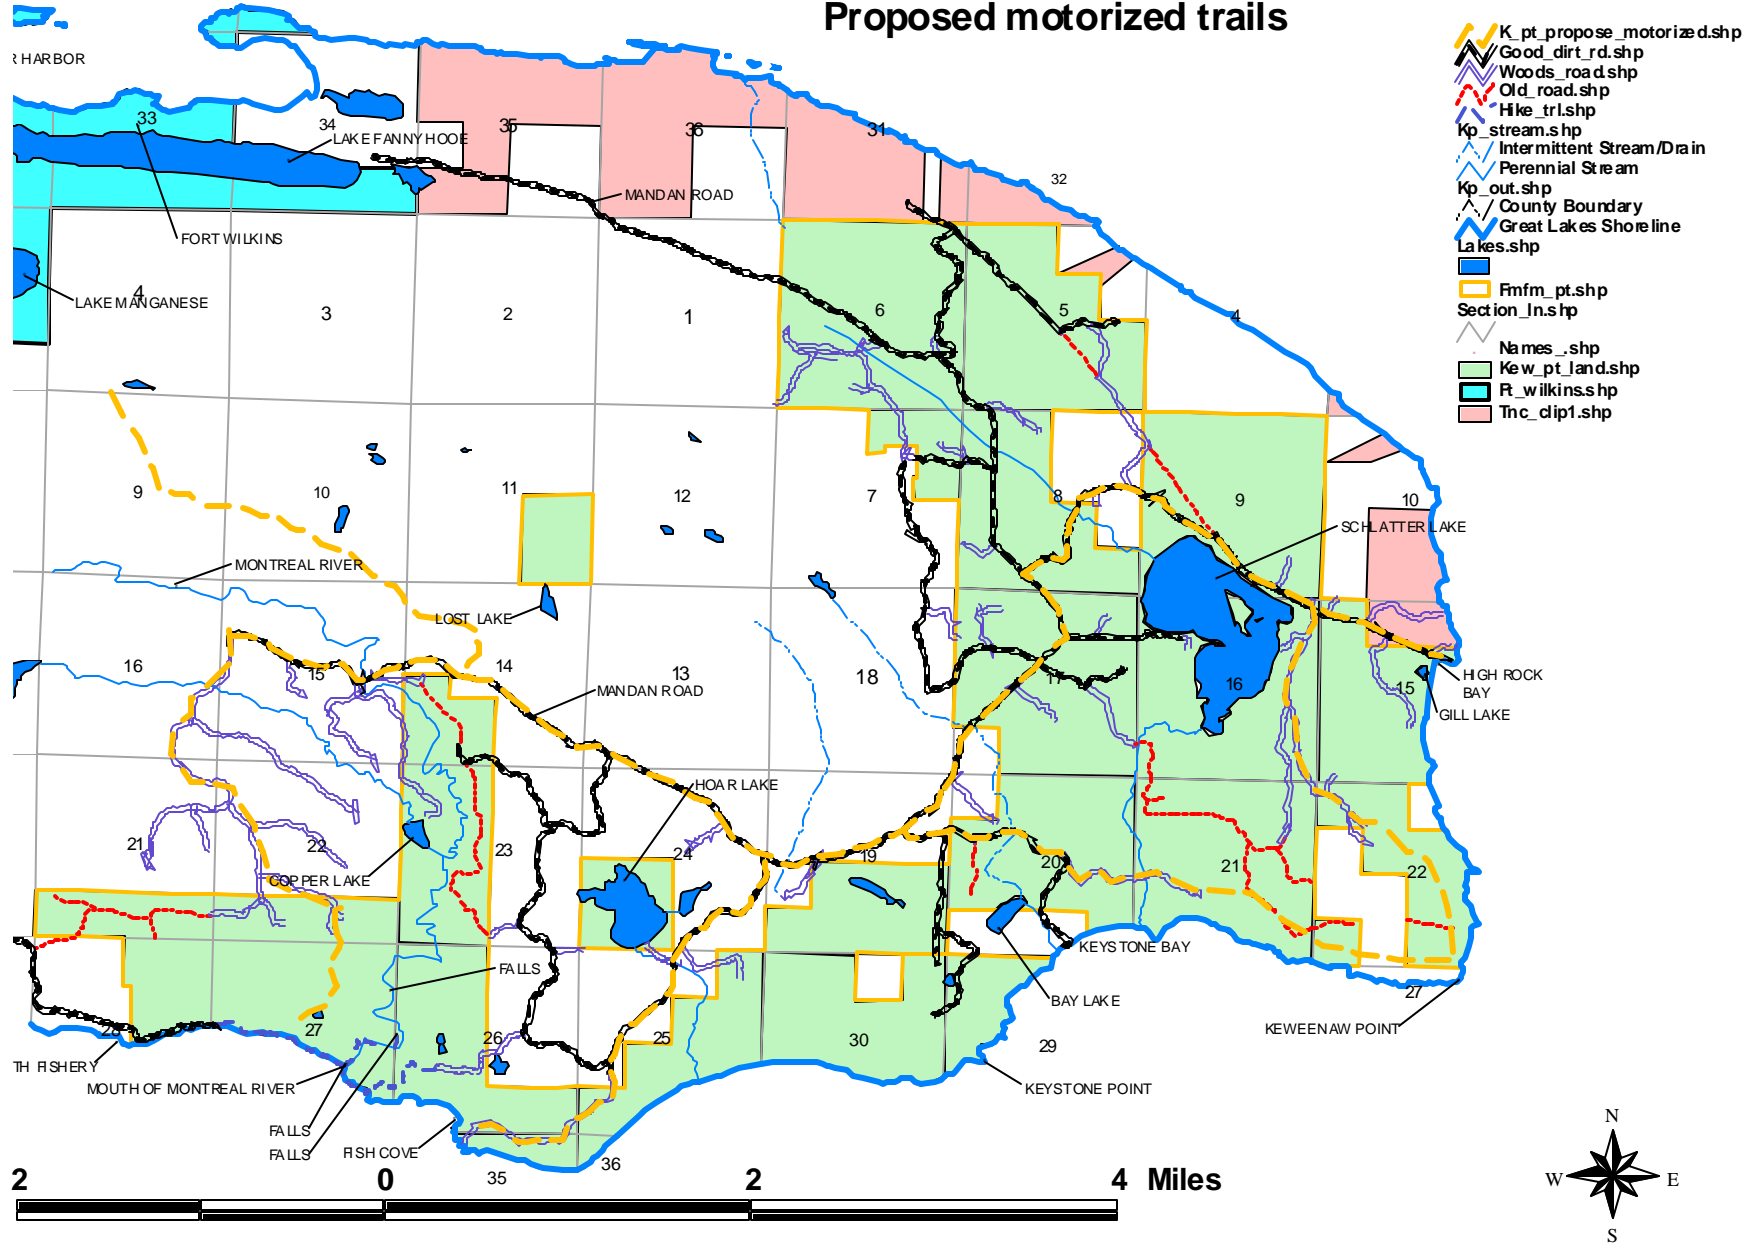 Proposed motorized trails
K_pt_propose_motorized.shp
Good_dirt_rd.shp
Woods_road.shp
Old_road.shp
Hike_trl.shp
Kp_stream.shp
Intermittent Stream/Drain
Perennial Stream
Kp_out.shp
County Boundary
Great Lakes Shoreline
Lakes.shp
Fmfm_pt.shp
Section_ln.shp
Names_.shp
Kew_pt_land.shp
Ft_wilkins.shp
Tnc_clip1.shp
R HARBOR
33
34
35
36
31
32
LAKE FANNY HOOE
MANDAN ROAD
FORT WILKINS
LAKE MANGANESE
4
3
2
1
6
5
4
9
10
11
12
7
8
9
10
SCHLATTER LAKE
MONTREAL RIVER
LOST LAKE
16
15
14
13
18
17
16
15
MANDAN ROAD
HIGH ROCK
BAY
GILL LAKE
HOAR LAKE
21
22
23
24
19
20
21
22
COPPER LAKE
KEYSTONE BAY
FALLS
BAY LAKE
27
KEWEENAW POINT
28
27
26
25
30
29
TH FISHERY
MOUTH OF MONTREAL RIVER
KEYSTONE POINT
FALLS
FALLS
FISH COVE
35
36
2 0 2 4 Miles
N
W E
S